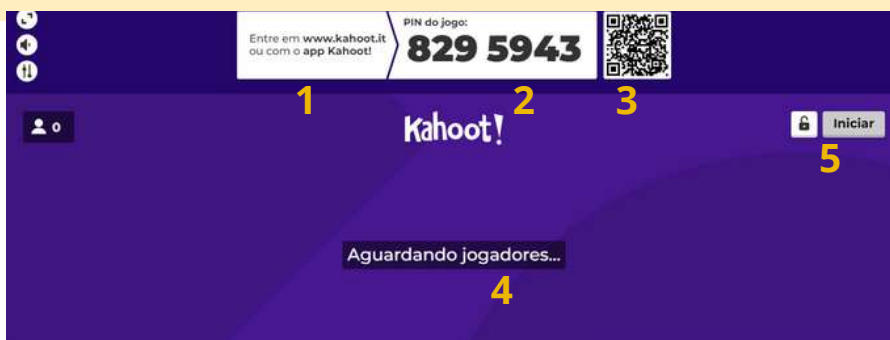 Entre em www.kahoot.it
ou com o app Kahoot!
PIN do jogo:
829 5943
1
2
3
0
Kahoot!
Iniciar
5
Aguardando jogadores...
4